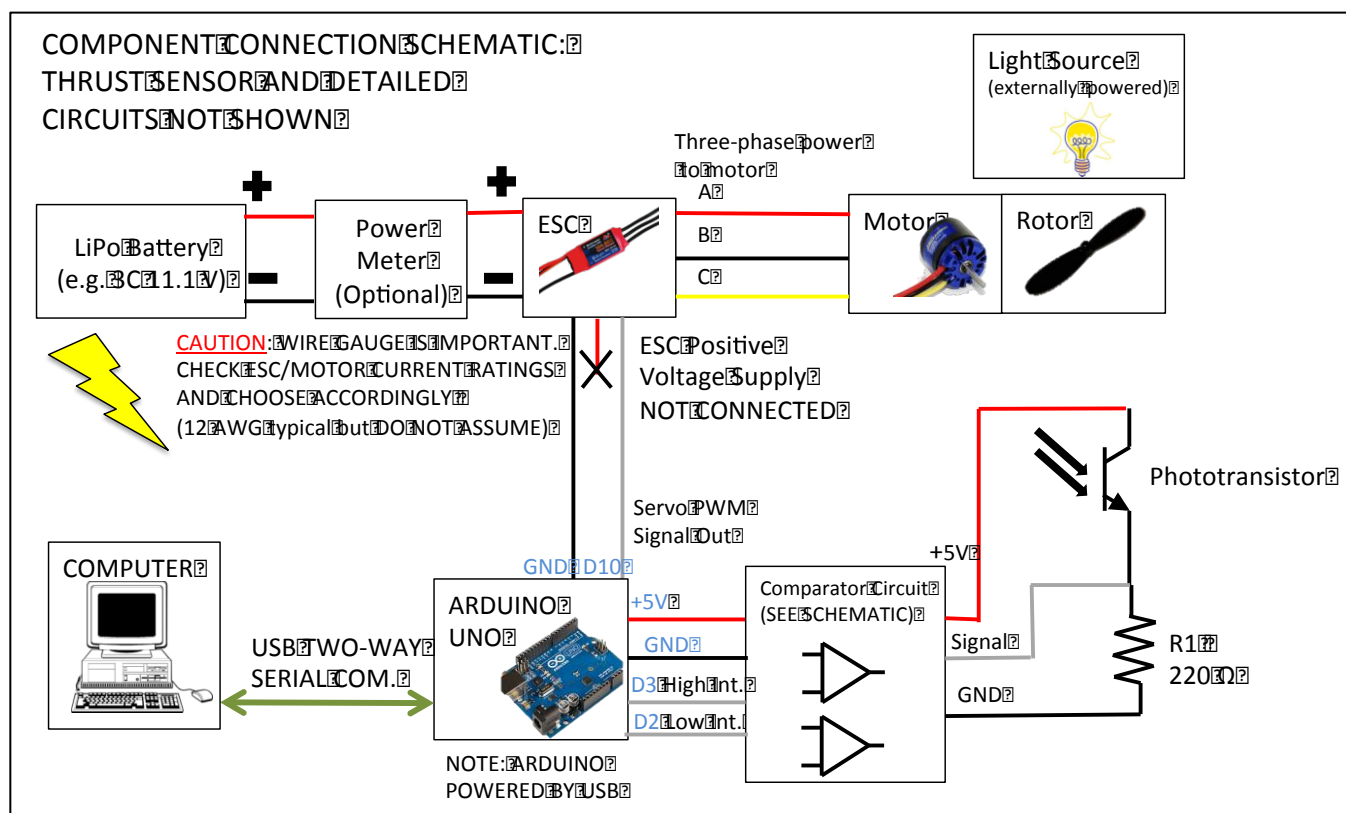 COMPONENT CONNECTION SCHEMATIC:
THRUST SENSOR AND DETAILED
CIRCUITS NOT SHOWN
Light Source
(externally powered)
Three-phase power
to motor
A
B
C
+
+
-
-
LiPo Battery
(e.g. 3C 11.1 V)
Power
Meter
(Optional)
ESC
Motor
Rotor
CAUTION: WIRE GAUGE IS IMPORTANT.
CHECK ESC/MOTOR CURRENT RATINGS
AND CHOOSE ACCORDINGLY
(12 AWG typical but DO NOT ASSUME)
ESC Positive
Voltage Supply
NOT CONNECTED
Phototransistor
Servo PWM
Signal Out
GND D10
+5V
COMPUTER
USB TWO-WAY
SERIAL COM.
ARDUINO
UNO
+5V
GND
D3 High Int.
D2 Low Int.
Comparator Circuit
(SEE SCHEMATIC)
Signal
GND
R1
220 Ω
NOTE: ARDUINO
POWERED BY USB